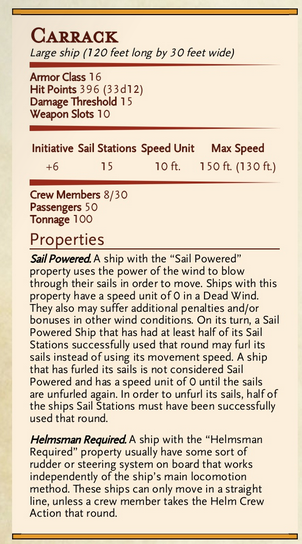 Carrack
Large ship (120 feet long by 30 feet wide)
Armor Class 16
Hit Points 396 (33d12)
Damage Threshold 15
Weapon Slots 10
Initiative Sail Stations Speed Unit Max Speed
+6 15 10 ft. 150 ft. (130 ft.)
Crew Members 8/30
Passengers 50
Tonnage 100
Properties
Sail Powered. A ship with the “Sail Powered”
property uses the power of the wind to blow
through their sails in order to move. Ships with this
property have a speed unit of 0 in a Dead Wind.
They also may suffer additional penalties and/or
bonuses in other wind conditions. On its turn, a Sail
Powered Ship that has had at least half of its Sail
Stations successfully used that round may furl its
sails instead of using its movement speed. A ship
that has furled its sails is not considered Sail
Powered and has a speed unit of 0 until the sails
are unfurled again. In order to unfurl its sails, half of
the ships Sail Stations must have been successfully
used that round.
Helmsman Required. A ship with the “Helmsman
Required” property usually have some sort of
rudder or steering system on board that works
independently of the ship’s main locomotion
method. These ships can only move in a straight
line, unless a crew member takes the Helm Crew
Action that round.